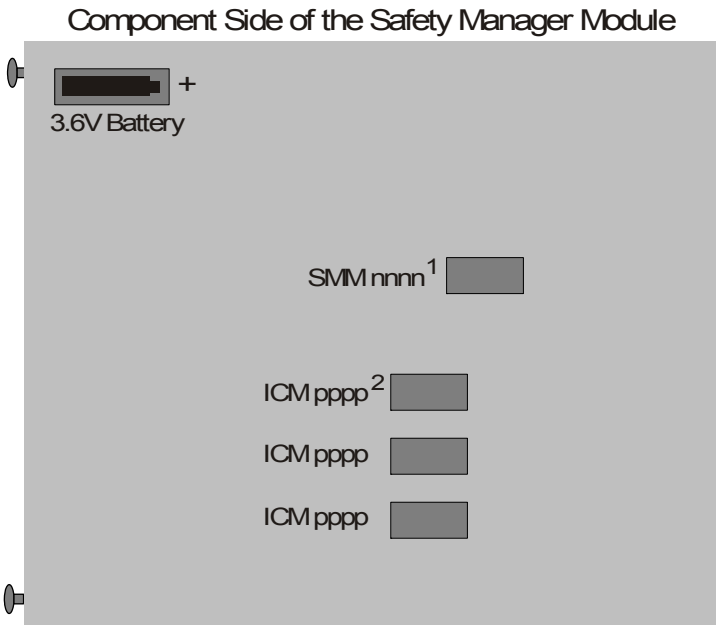 Component Side of the Safety Manager Module
+
3.6V Battery
SMM nnnn¹
ICM pppp²
ICM pppp
ICM pppp